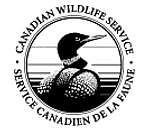 CANADIAN WILDLIFE SERVICE
SERVICE CANADIEN DE LA FAUNE